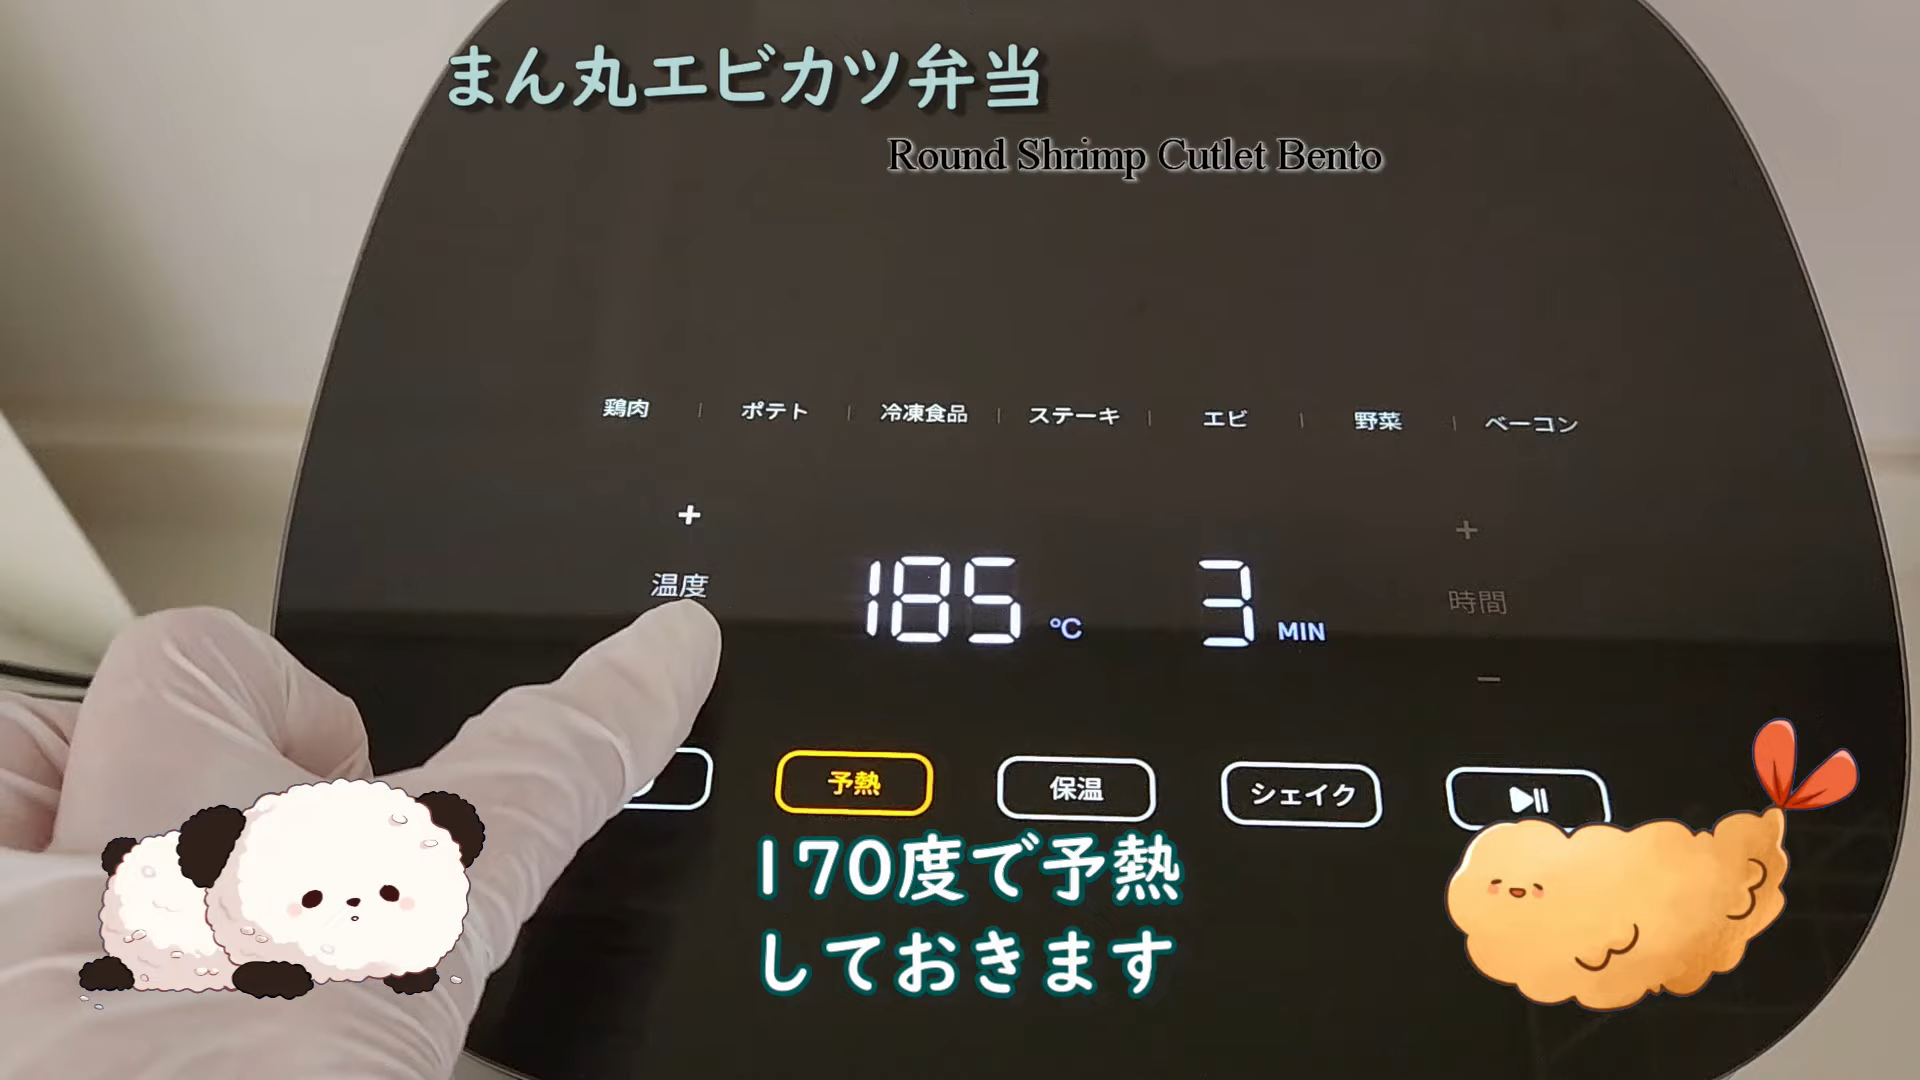 まん丸エビカツ弁当
Round Shrimp Cutlet Bento
鶏肉 ポテト 冷凍食品 ステーキ エビ 野菜 ベーコン
+ +
温度 185 °C 3 MIN 時間
−
予熱 保温 シェイク
170度で予熱
しておきます